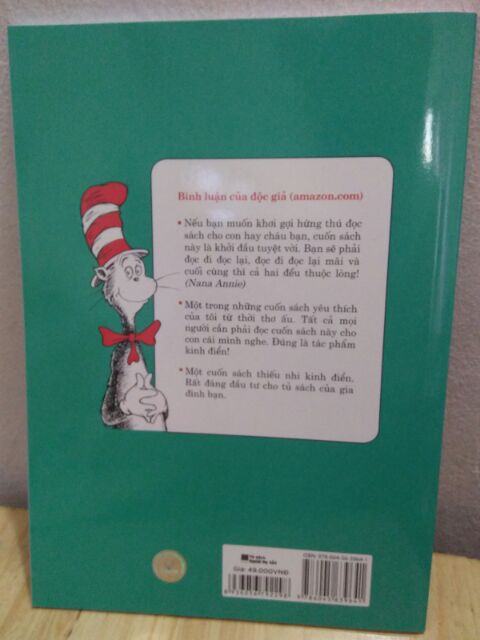 Bình luận của độc giả (amazon.com)
• Nếu bạn muốn khơi gợi hứng thú đọc
sách cho con hay cháu bạn, cuốn sách
này là khởi đầu tuyệt vời. Bạn sẽ phải
đọc đi đọc lại, đọc đi đọc lại mãi và
cuối cùng thì cả hai đều thuộc lòng!
(Nana Annie)
• Một trong những cuốn sách yêu thích
của tôi từ thời thơ ấu. Tất cả mọi
người cần phải đọc cuốn sách này cho
con cái mình nghe. Đúng là tác phẩm
kinh điển!
• Một cuốn sách thiếu nhi kinh điển.
Rất đáng đầu tư cho tủ sách của gia
đình bạn.
Giá: 49.000VNĐ